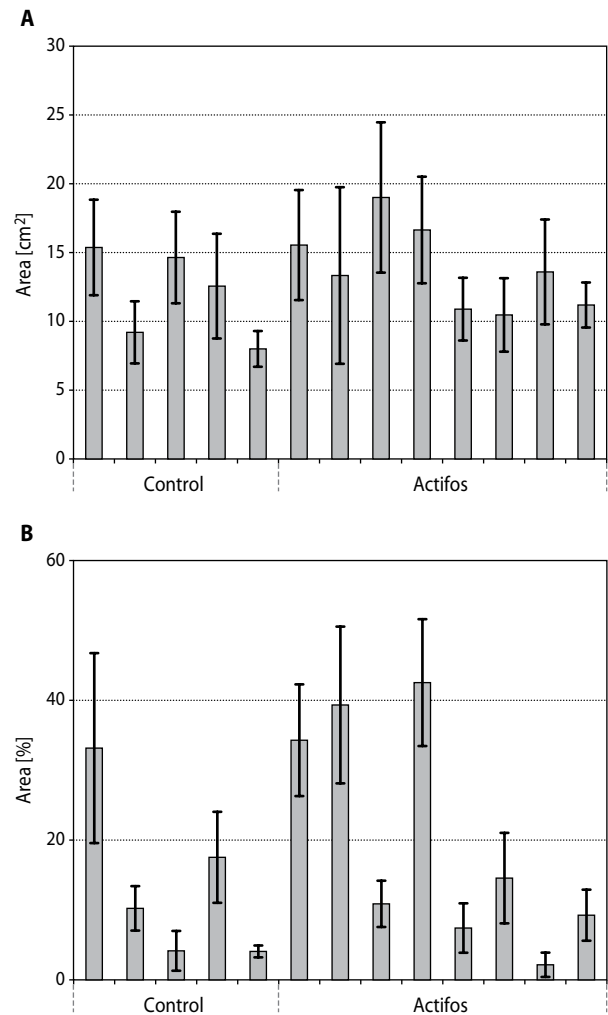 A
30
25
20
15
10
5
0
Area [cm²]
Control
Actifos
B
60
40
20
0
Area [%]
Control
Actifos